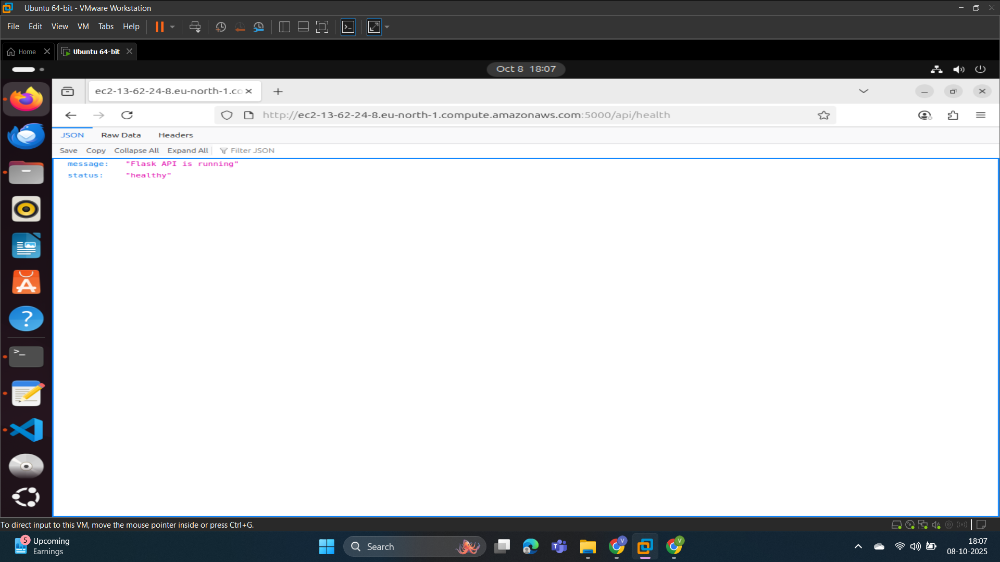 Ubuntu 64-bit - VMware Workstation
File Edit View VM Tabs Help
Home Ubuntu 64-bit
Oct 8 18:07
ec2-13-62-24-8.eu-north-1.co
http://ec2-13-62-24-8.eu-north-1.compute.amazonaws.com:5000/api/health
JSON Raw Data Headers
Save Copy Collapse All Expand All Filter JSON
message: "Flask API is running"
status: "healthy"
To direct input to this VM, move the mouse pointer inside or press Ctrl+G.
5 Upcoming
Earnings
Search
V
V
18:07
08-10-2025